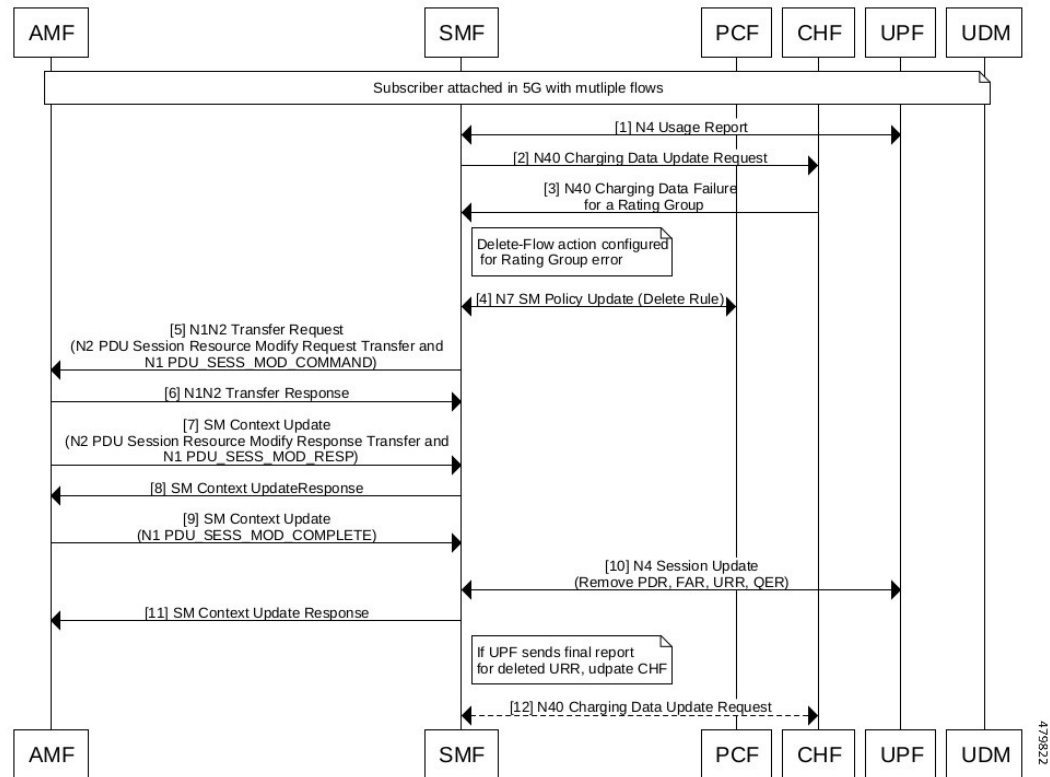 AMF SMF PCF CHF UPF UDM
Subscriber attached in 5G with mutliple flows
[1] N4 Usage Report
[2] N40 Charging Data Update Request
[3] N40 Charging Data Failure
for a Rating Group
Delete-Flow action configured
for Rating Group error
[4] N7 SM Policy Update (Delete Rule)
[5] N1N2 Transfer Request
(N2 PDU Session Resource Modify Request Transfer and
N1 PDU_SESS_MOD_COMMAND)
[6] N1N2 Transfer Response
[7] SM Context Update
(N2 PDU Session Resource Modify Response Transfer and
N1 PDU_SESS_MOD_RESP)
[8] SM Context UpdateResponse
[9] SM Context Update
(N1 PDU_SESS_MOD_COMPLETE)
[10] N4 Session Update
(Remove PDR, FAR, URR, QER)
[11] SM Context Update Response
If UPF sends final report
for deleted URR, udpate CHF
[12] N40 Charging Data Update Request
AMF SMF PCF CHF UPF UDM
479822